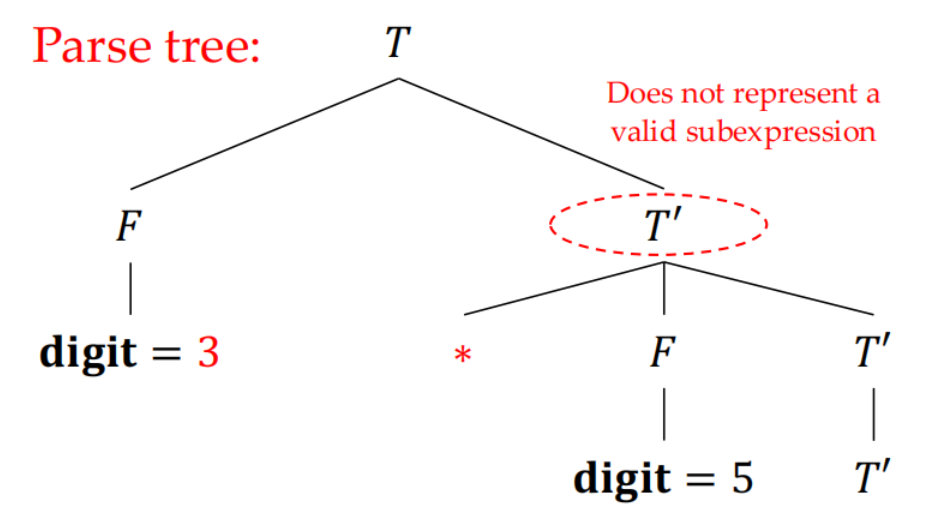 Parse tree:
T
Does not represent a
valid subexpression
F
T′
digit = 3
*
F
T′
digit = 5
T′